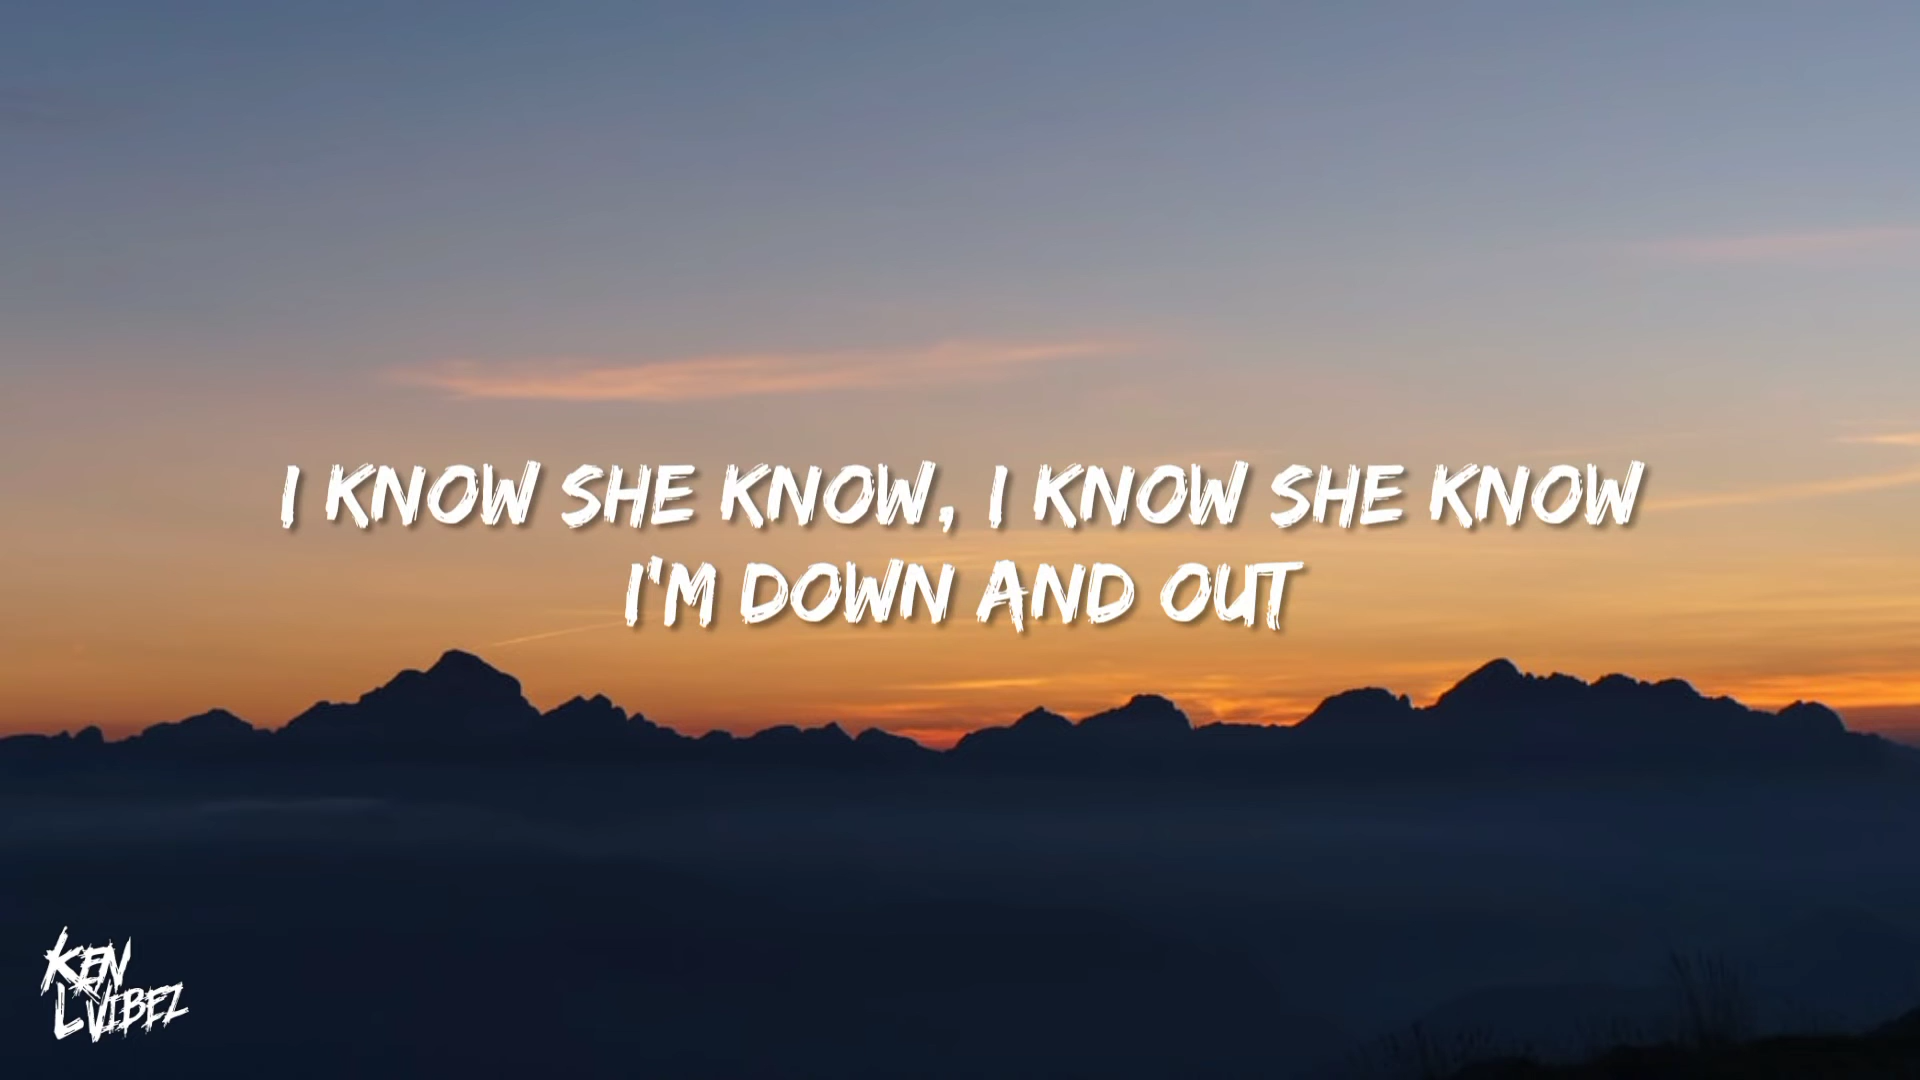 I KNOW SHE KNOW, I KNOW SHE KNOW
I'M DOWN AND OUT
KEN
LVIBEZ